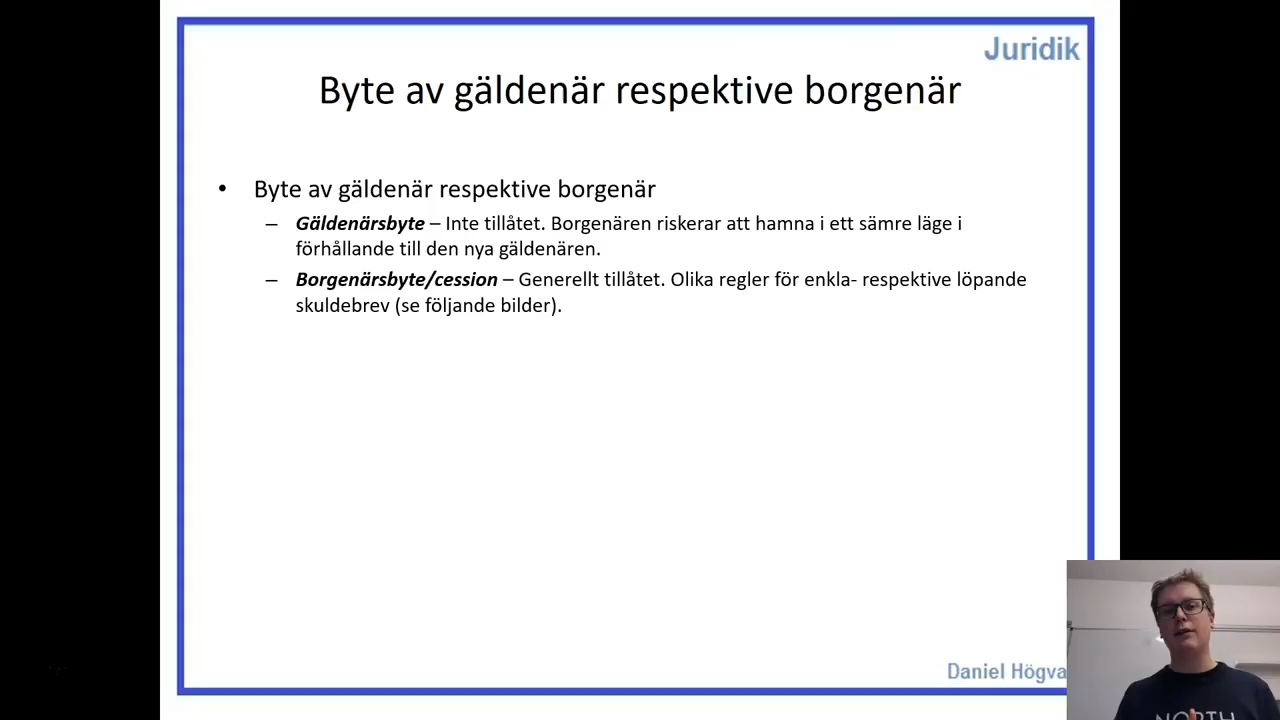 Juridik
Byte av gäldenär respektive borgenär
• Byte av gäldenär respektive borgenär
– Gäldenärsbyte – Inte tillåtet. Borgenären riskerar att hamna i ett sämre läge i
förhållande till den nya gäldenären.
– Borgenärsbyte/cession – Generellt tillåtet. Olika regler för enkla- respektive löpande
skuldebrev (se följande bilder).
Daniel Högva
NORTH